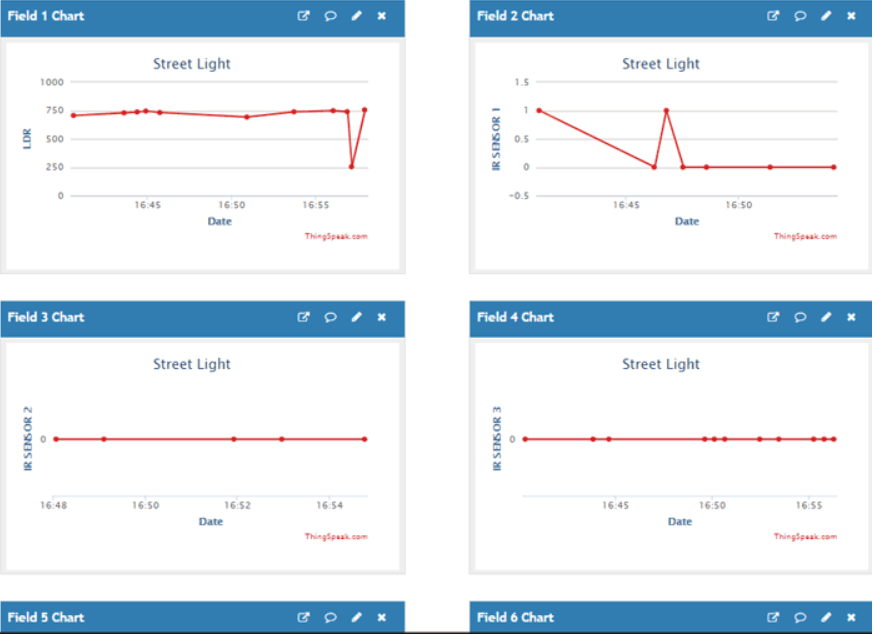 Field 1 Chart
Street Light
1000
750
500
250
0
LDR
16:45 16:50 16:55
Date
ThingSpeak.com
Field 2 Chart
Street Light
1.5
1
0.5
0
-0.5
IR SENSOR 1
16:45 16:50
Date
ThingSpeak.com
Field 3 Chart
Street Light
IR SENSOR 2
0
16:48 16:50 16:52 16:54
Date
ThingSpeak.com
Field 4 Chart
Street Light
IR SENSOR 3
0
16:45 16:50 16:55
Date
ThingSpeak.com
Field 5 Chart
Field 6 Chart